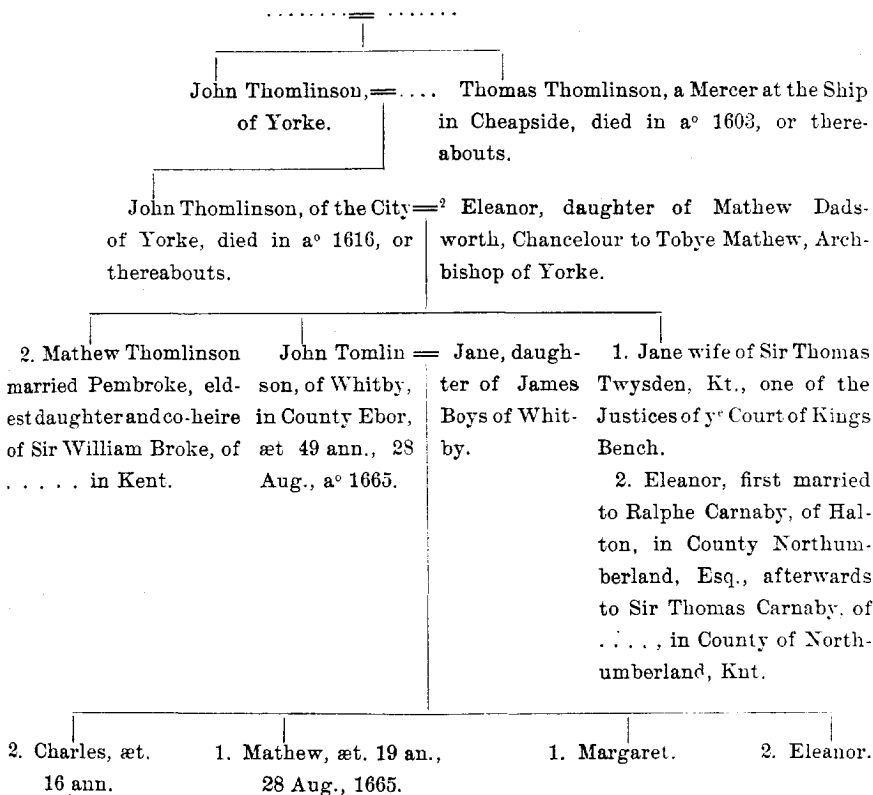 .......... = .......
John Thomlinson, = ....
of Yorke.
Thomas Thomlinson, a Mercer at the Ship
in Cheapside, died in aº 1603, or there-
abouts.
John Thomlinson, of the City =
of Yorke, died in aº 1616, or
thereabouts.
² Eleanor, daughter of Mathew Dads-
worth, Chancelour to Tobye Mathew, Arch-
bishop of Yorke.
2. Mathew Thomlinson
married Pembroke, eld-
est daughter and co-heire
of Sir William Broke, of
. . . . . in Kent.
John Tomlin =
son, of Whitby,
in County Ebor,
æt 49 ann., 28
Aug., aº 1665.
Jane, daugh-
ter of James
Boys of Whit-
by.
1. Jane wife of Sir Thomas
Twysden, Kt., one of the
Justices of yᵉ Court of Kings
Bench.
2. Eleanor, first married
to Ralphe Carnaby, of Hal-
ton, in County Northum-
berland, Esq., afterwards
to Sir Thomas Carnaby, of
. . . . , in County of North-
umberland, Knt.
2. Charles, æt.
16 ann.
1. Mathew, æt. 19 an.,
28 Aug., 1665.
1. Margaret.
2. Eleanor.